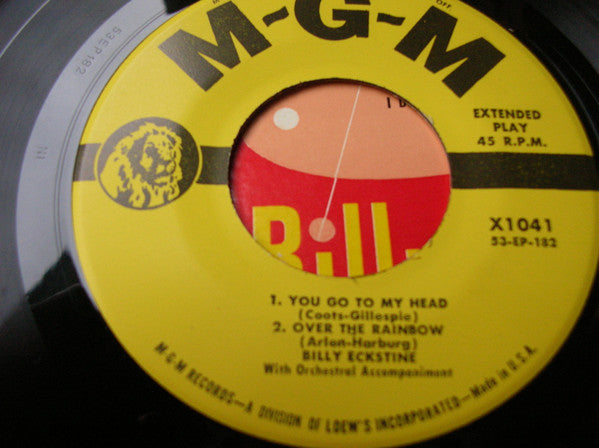 M-G-M
53EP182
EXTENDED
PLAY
45 R.P.M.
X1041
53-EP-182
Bill
1. YOU GO TO MY HEAD
(Coots-Gillespie)
2. OVER THE RAINBOW
(Arlen-Harburg)
BILLY ECKSTINE
With Orchestral Accompaniment
M-G-M RECORDS—A DIVISION OF LOEW'S INCORPORATED—Made in U.S.A.